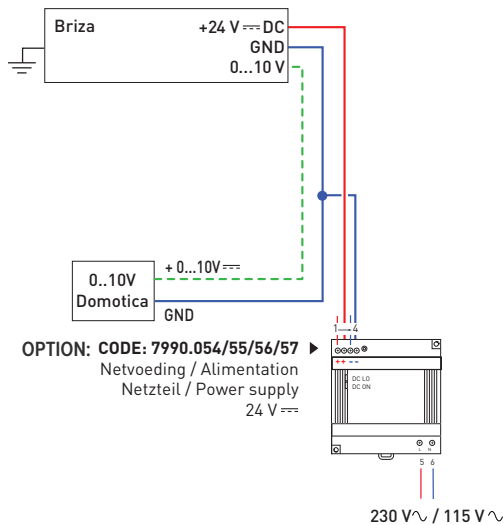 Briza
+24 V ⎓ DC
GND
0...10 V
0..10V
Domotica
+ 0...10V ⎓
GND
OPTION: CODE: 7990.054/55/56/57 ▶
Netvoeding / Alimentation
Netzteil / Power supply
24 V ⎓
1→4
++ --
DC LO
DC ON
L N
5 6
230 V∿ / 115 V∿